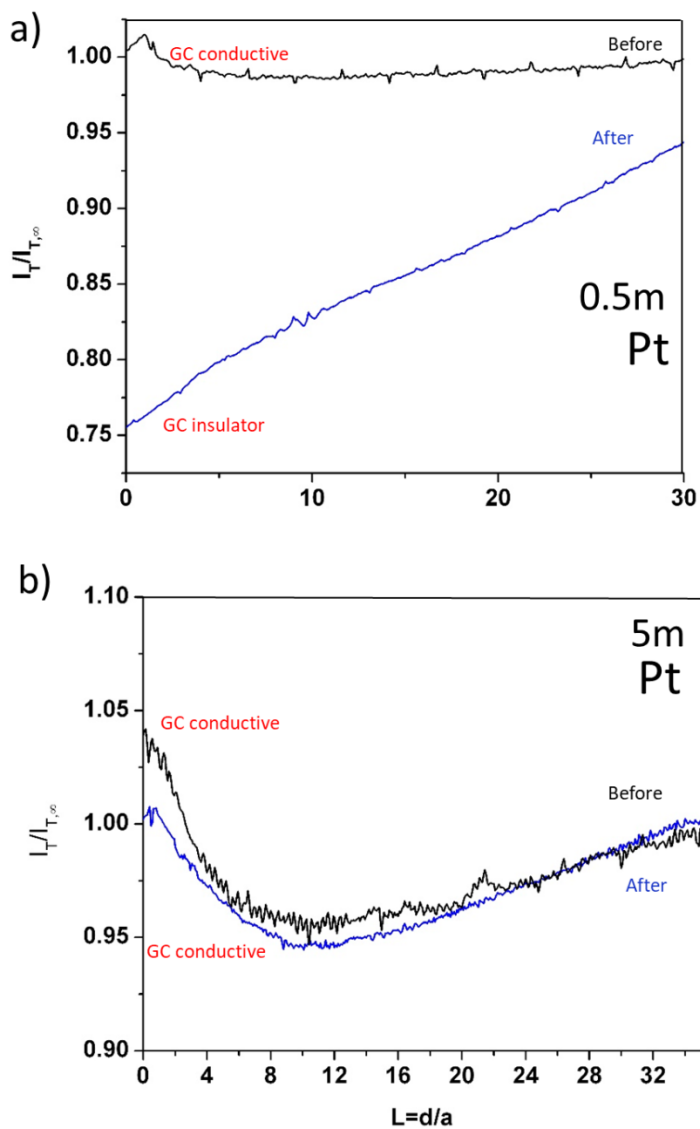 a)
GC conductive
Before
After
0.5m
Pt
GC insulator
I_T/I_T,∞
1.00
0.95
0.90
0.85
0.80
0.75
0 10 20 30
b)
5m
Pt
GC conductive
Before
After
GC conductive
I_T/I_T,∞
1.10
1.05
1.00
0.95
0.90
0 4 8 12 16 20 24 28 32
L=d/a